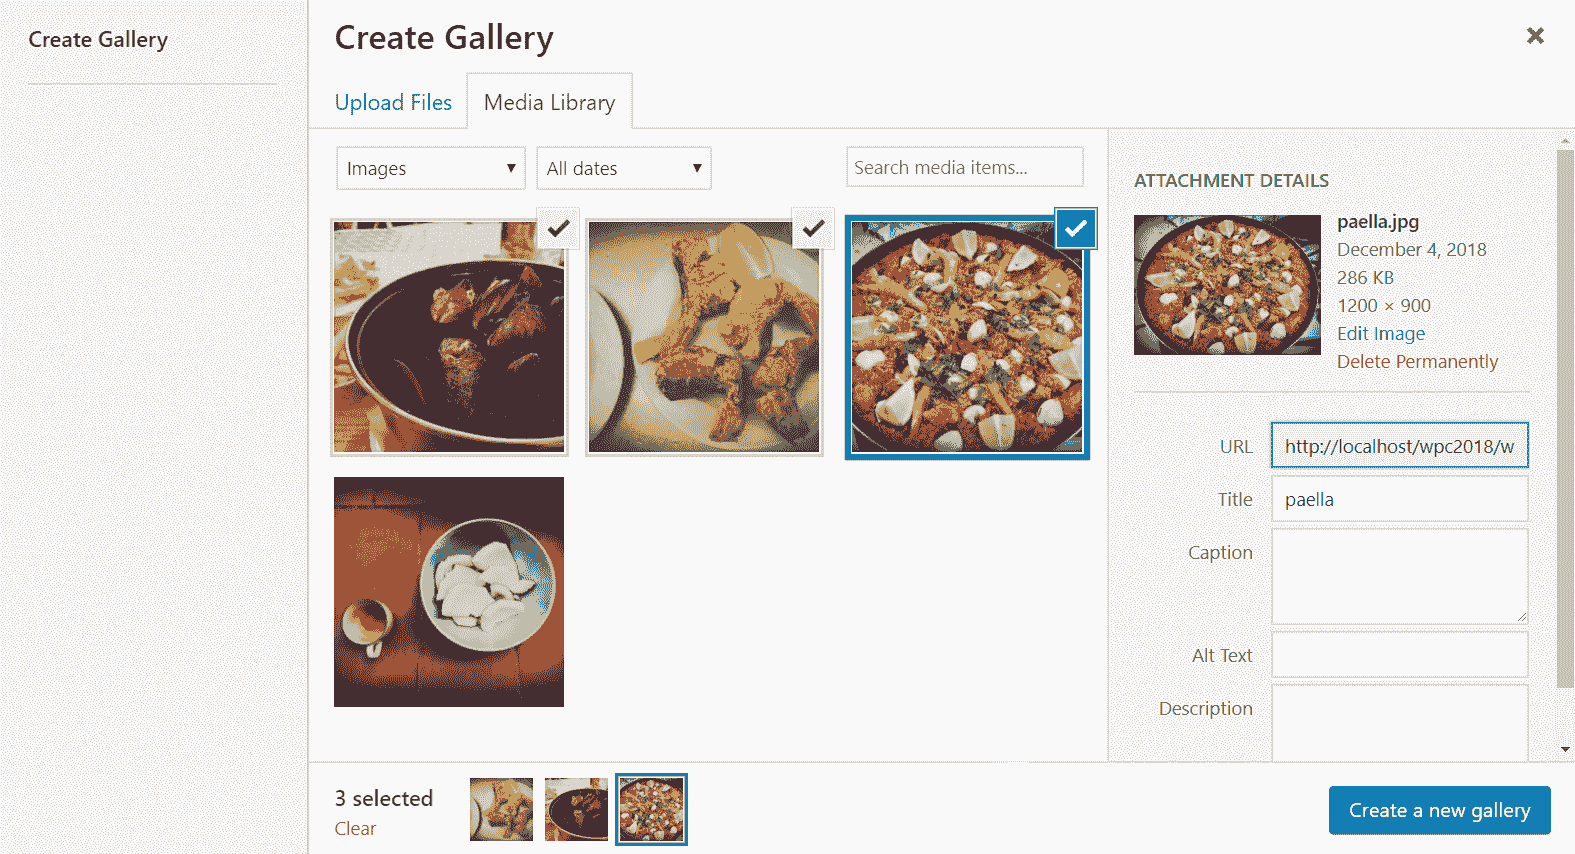 Create Gallery
Create Gallery
Upload Files
Media Library
Images
All dates
Search media items...
ATTACHMENT DETAILS
paella.jpg
December 4, 2018
286 KB
1200 × 900
Edit Image
Delete Permanently
URL
http://localhost/wpc2018/w
Title
paella
Caption
Alt Text
Description
3 selected
Clear
Create a new gallery